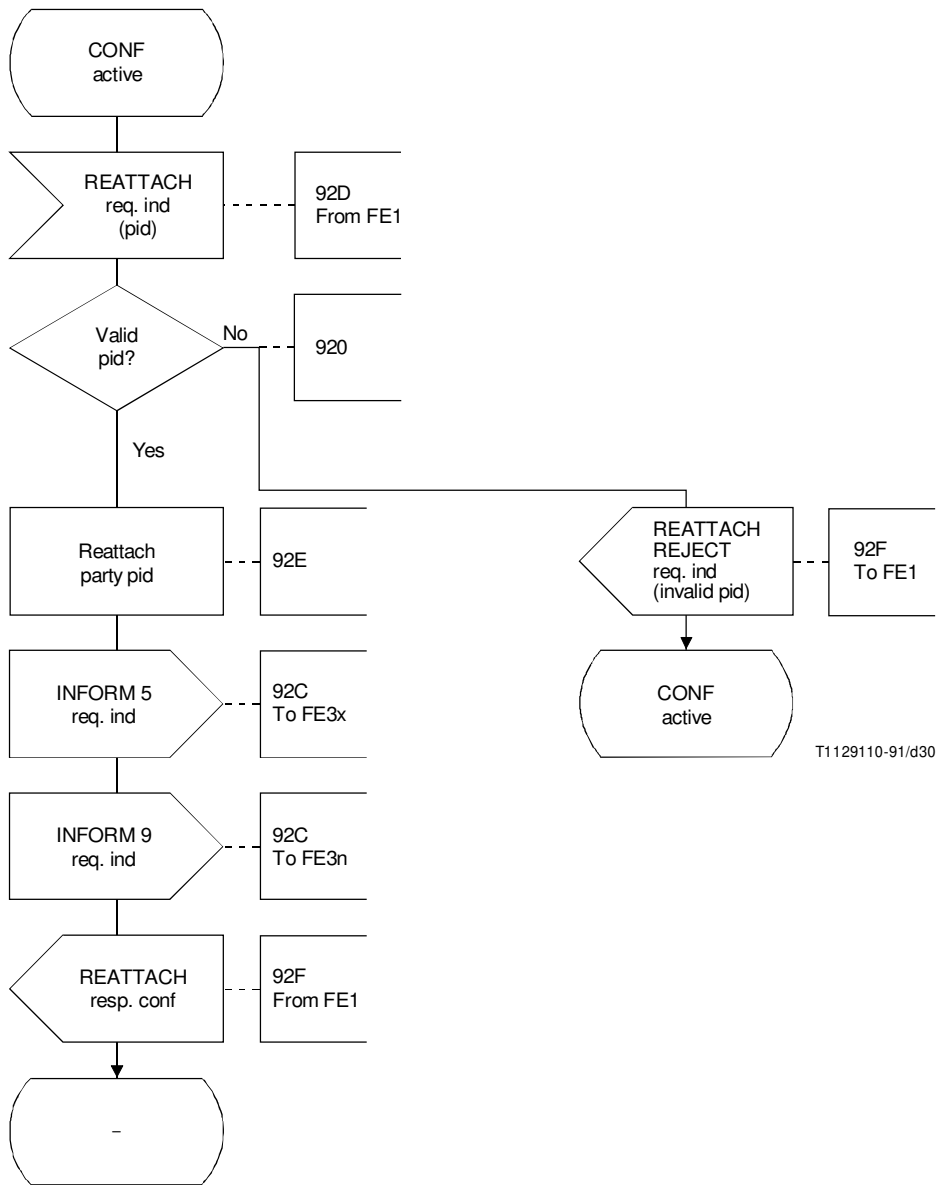 CONF
active
REATTACH
req. ind
(pid)
92D
From FE1
Valid
pid?
No
920
Yes
Reattach
party pid
92E
REATTACH
REJECT
req. ind
(invalid pid)
92F
To FE1
INFORM 5
req. ind
92C
To FE3x
CONF
active
T1129110-91/d30
INFORM 9
req. ind
92C
To FE3n
REATTACH
resp. conf
92F
From FE1
–